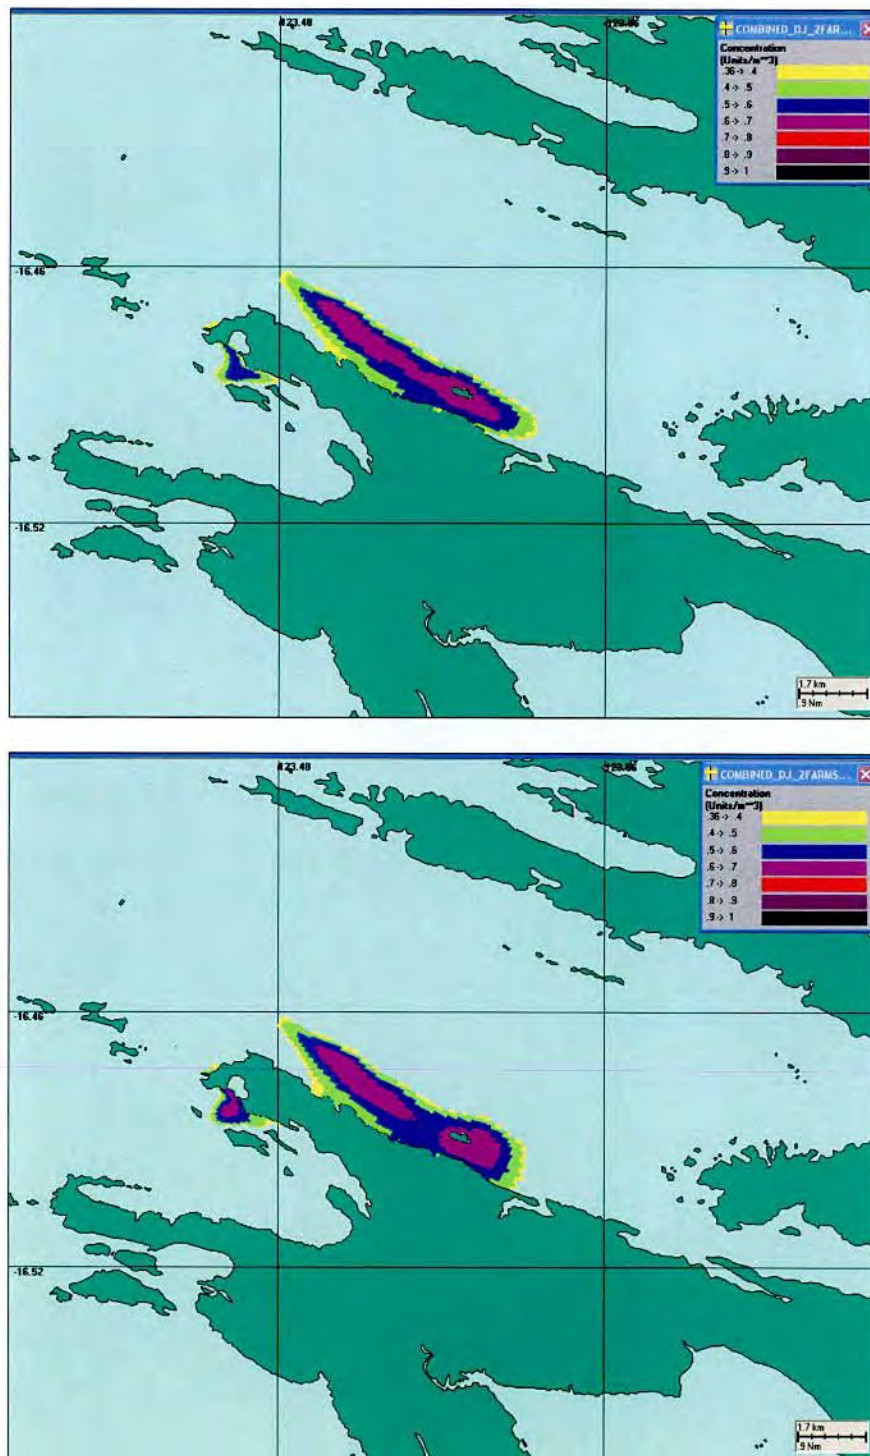 123.48
COMBINED_DJ_2FAR...
Concentration
(Units/m**3)
.36 -> .4
.4 -> .5
.5 -> .6
.6 -> .7
.7 -> .8
.8 -> .9
.9 -> 1
-16.46
-16.52
1.7 km
.9 Nm
123.48
COMBINED_DJ_2FARMS...
Concentration
(Units/m**3)
.36 -> .4
.4 -> .5
.5 -> .6
.6 -> .7
.7 -> .8
.8 -> .9
.9 -> 1
-16.46
-16.52
1.7 km
.9 Nm